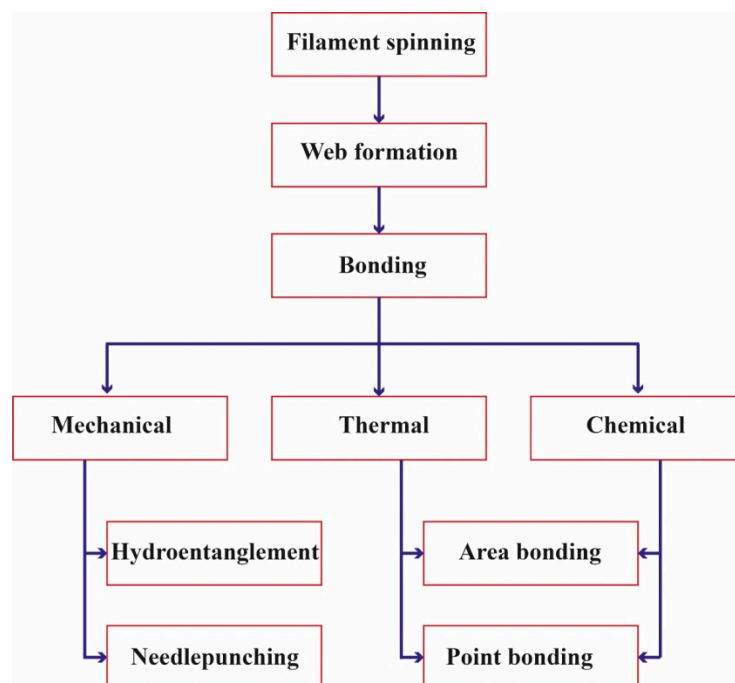 Filament spinning
Web formation
Bonding
Mechanical
Thermal
Chemical
Hydroentanglement
Area bonding
Needlepunching
Point bonding